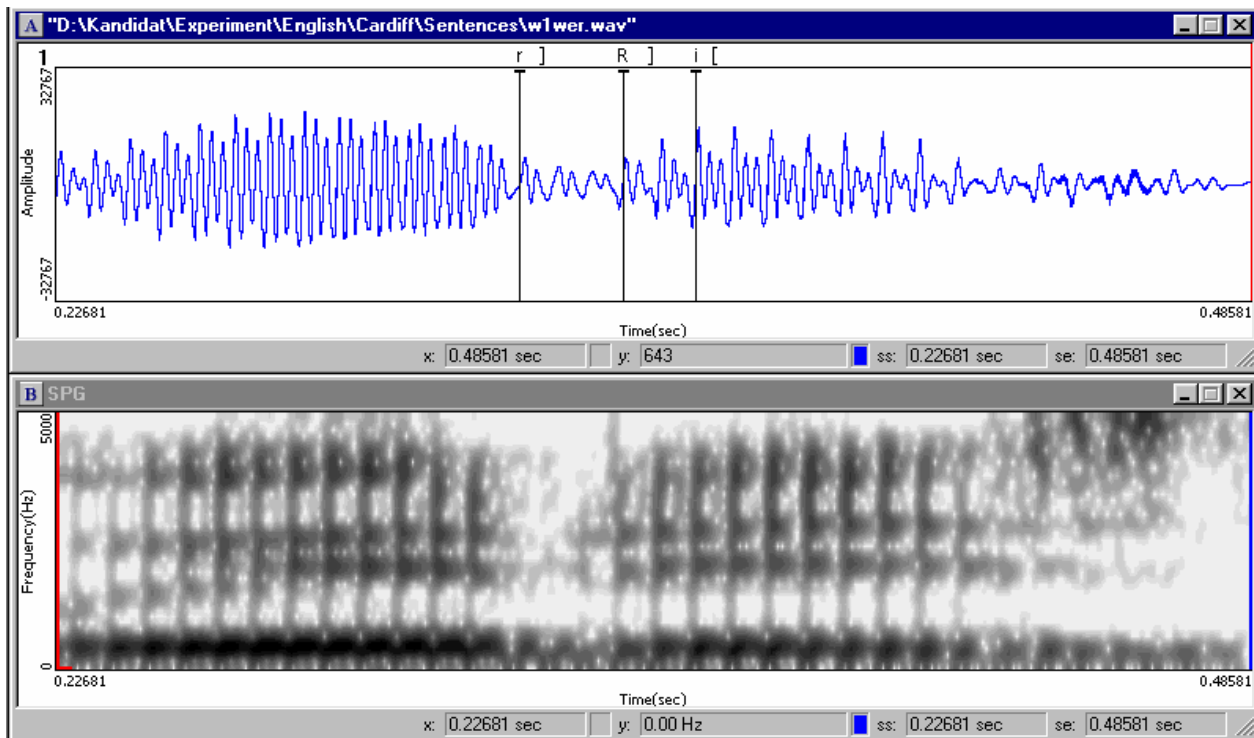 A "D:\Kandidat\Experiment\English\Cardiff\Sentences\w1wer.wav"
1 r ] R ] i [
32767
Amplitude
-32767
0.22681 0.48581
Time(sec)
x: 0.48581 sec y: 643 ss: 0.22681 sec se: 0.48581 sec
B SPG
5000
Frequency(Hz)
0
0.22681 0.48581
Time(sec)
x: 0.22681 sec y: 0.00 Hz ss: 0.22681 sec se: 0.48581 sec